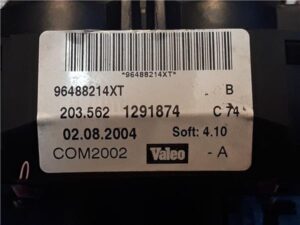 *96488214XT*
96488214XT B
203.562 1291874 C 74
02.08.2004 Soft: 4.10
COM2002 Valeo - A